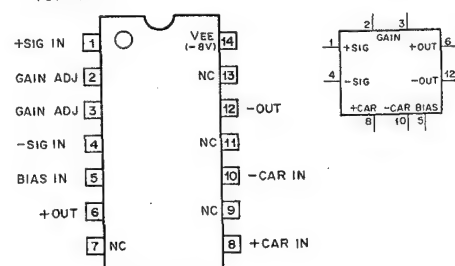 +SIG IN 1
GAIN ADJ 2
GAIN ADJ 3
-SIG IN 4
BIAS IN 5
+OUT 6
7 NC
VEE 14
(-8V)
NC 13
12 -OUT
NC 11
10 -CAR IN
NC 9
8 +CAR IN
2 3
GAIN
1 +SIG +OUT 6
4 -SIG -OUT 12
+CAR -CAR BIAS
8 10 5